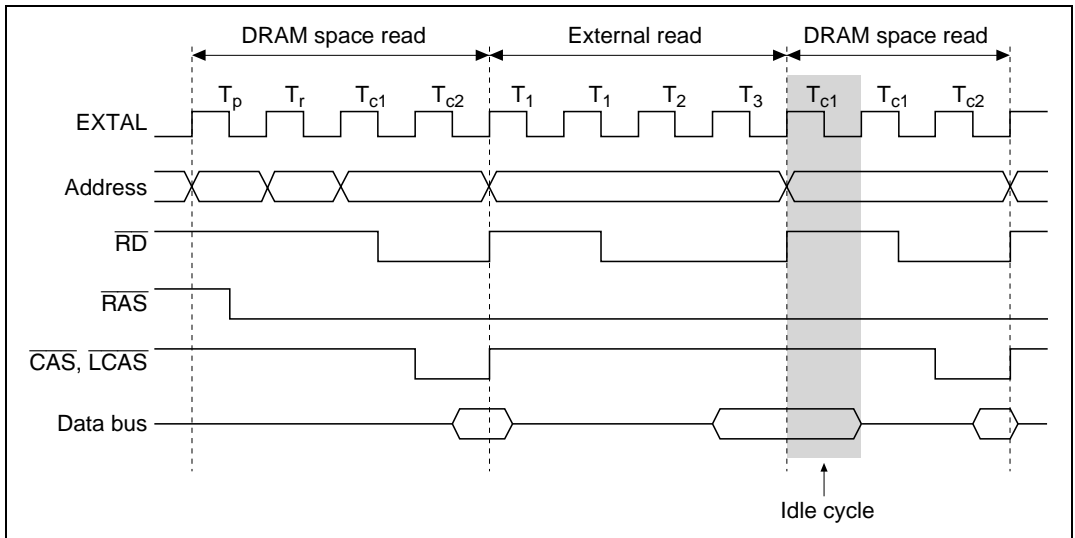 DRAM space read External read DRAM space read
Tp Tr Tc1 Tc2 T1 T1 T2 T3 Tc1 Tc1 Tc2
EXTAL
Address
RD
RAS
CAS, LCAS
Data bus
Idle cycle